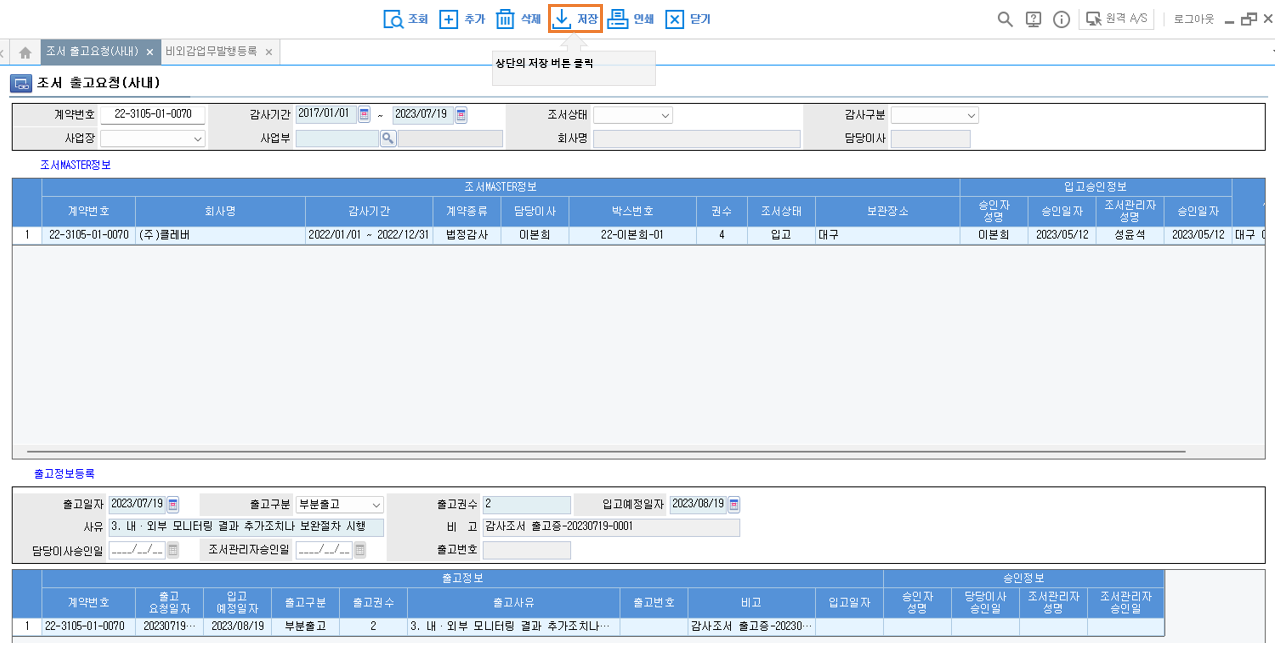 조회 추가 삭제 저장 인쇄 닫기 원격 A/S 로그아웃
조서 출고요청(사내) × 비외감업무발행등록 ×
상단의 저장 버튼 클릭
조서 출고요청(사내)
계약번호 22-3105-01-0070 감사기간 2017/01/01 ~ 2023/07/19 조서상태 감사구분
사업장 사업부 회사명 담당이사
조서MASTER정보
조서MASTER정보 입고승인정보
계약번호 회사명 감사기간 계약종류 담당이사 박스번호 권수 조서상태 보관장소 승인자 성명 승인일자 조서관리자 성명 승인일자
1 22-3105-01-0070 (주)클레버 2022/01/01 ~ 2022/12/31 법정감사 이본희 22-이본희-01 4 입고 대구 이본희 2023/05/12 성윤석 2023/05/12 대구
출고정보등록
출고일자 2023/07/19 출고구분 부분출고 출고권수 2 입고예정일자 2023/08/19
사유 3. 내·외부 모니터링 결과 추가조치나 보완절차 시행 비 고 감사조서 출고증-20230719-0001
담당이사승인일 ____/__/__ 조서관리자승인일 ____/__/__ 출고번호
출고정보 승인정보
계약번호 출고 요청일자 입고 예정일자 출고구분 출고권수 출고사유 출고번호 비고 입고일자 승인자 성명 당당이사 승인일 조서관리자 성명 조서관리자 승인일
1 22-3105-01-0070 20230719… 2023/08/19 부분출고 2 3. 내·외부 모니터링 결과 추가조치나… 감사조서 출고증-20230…